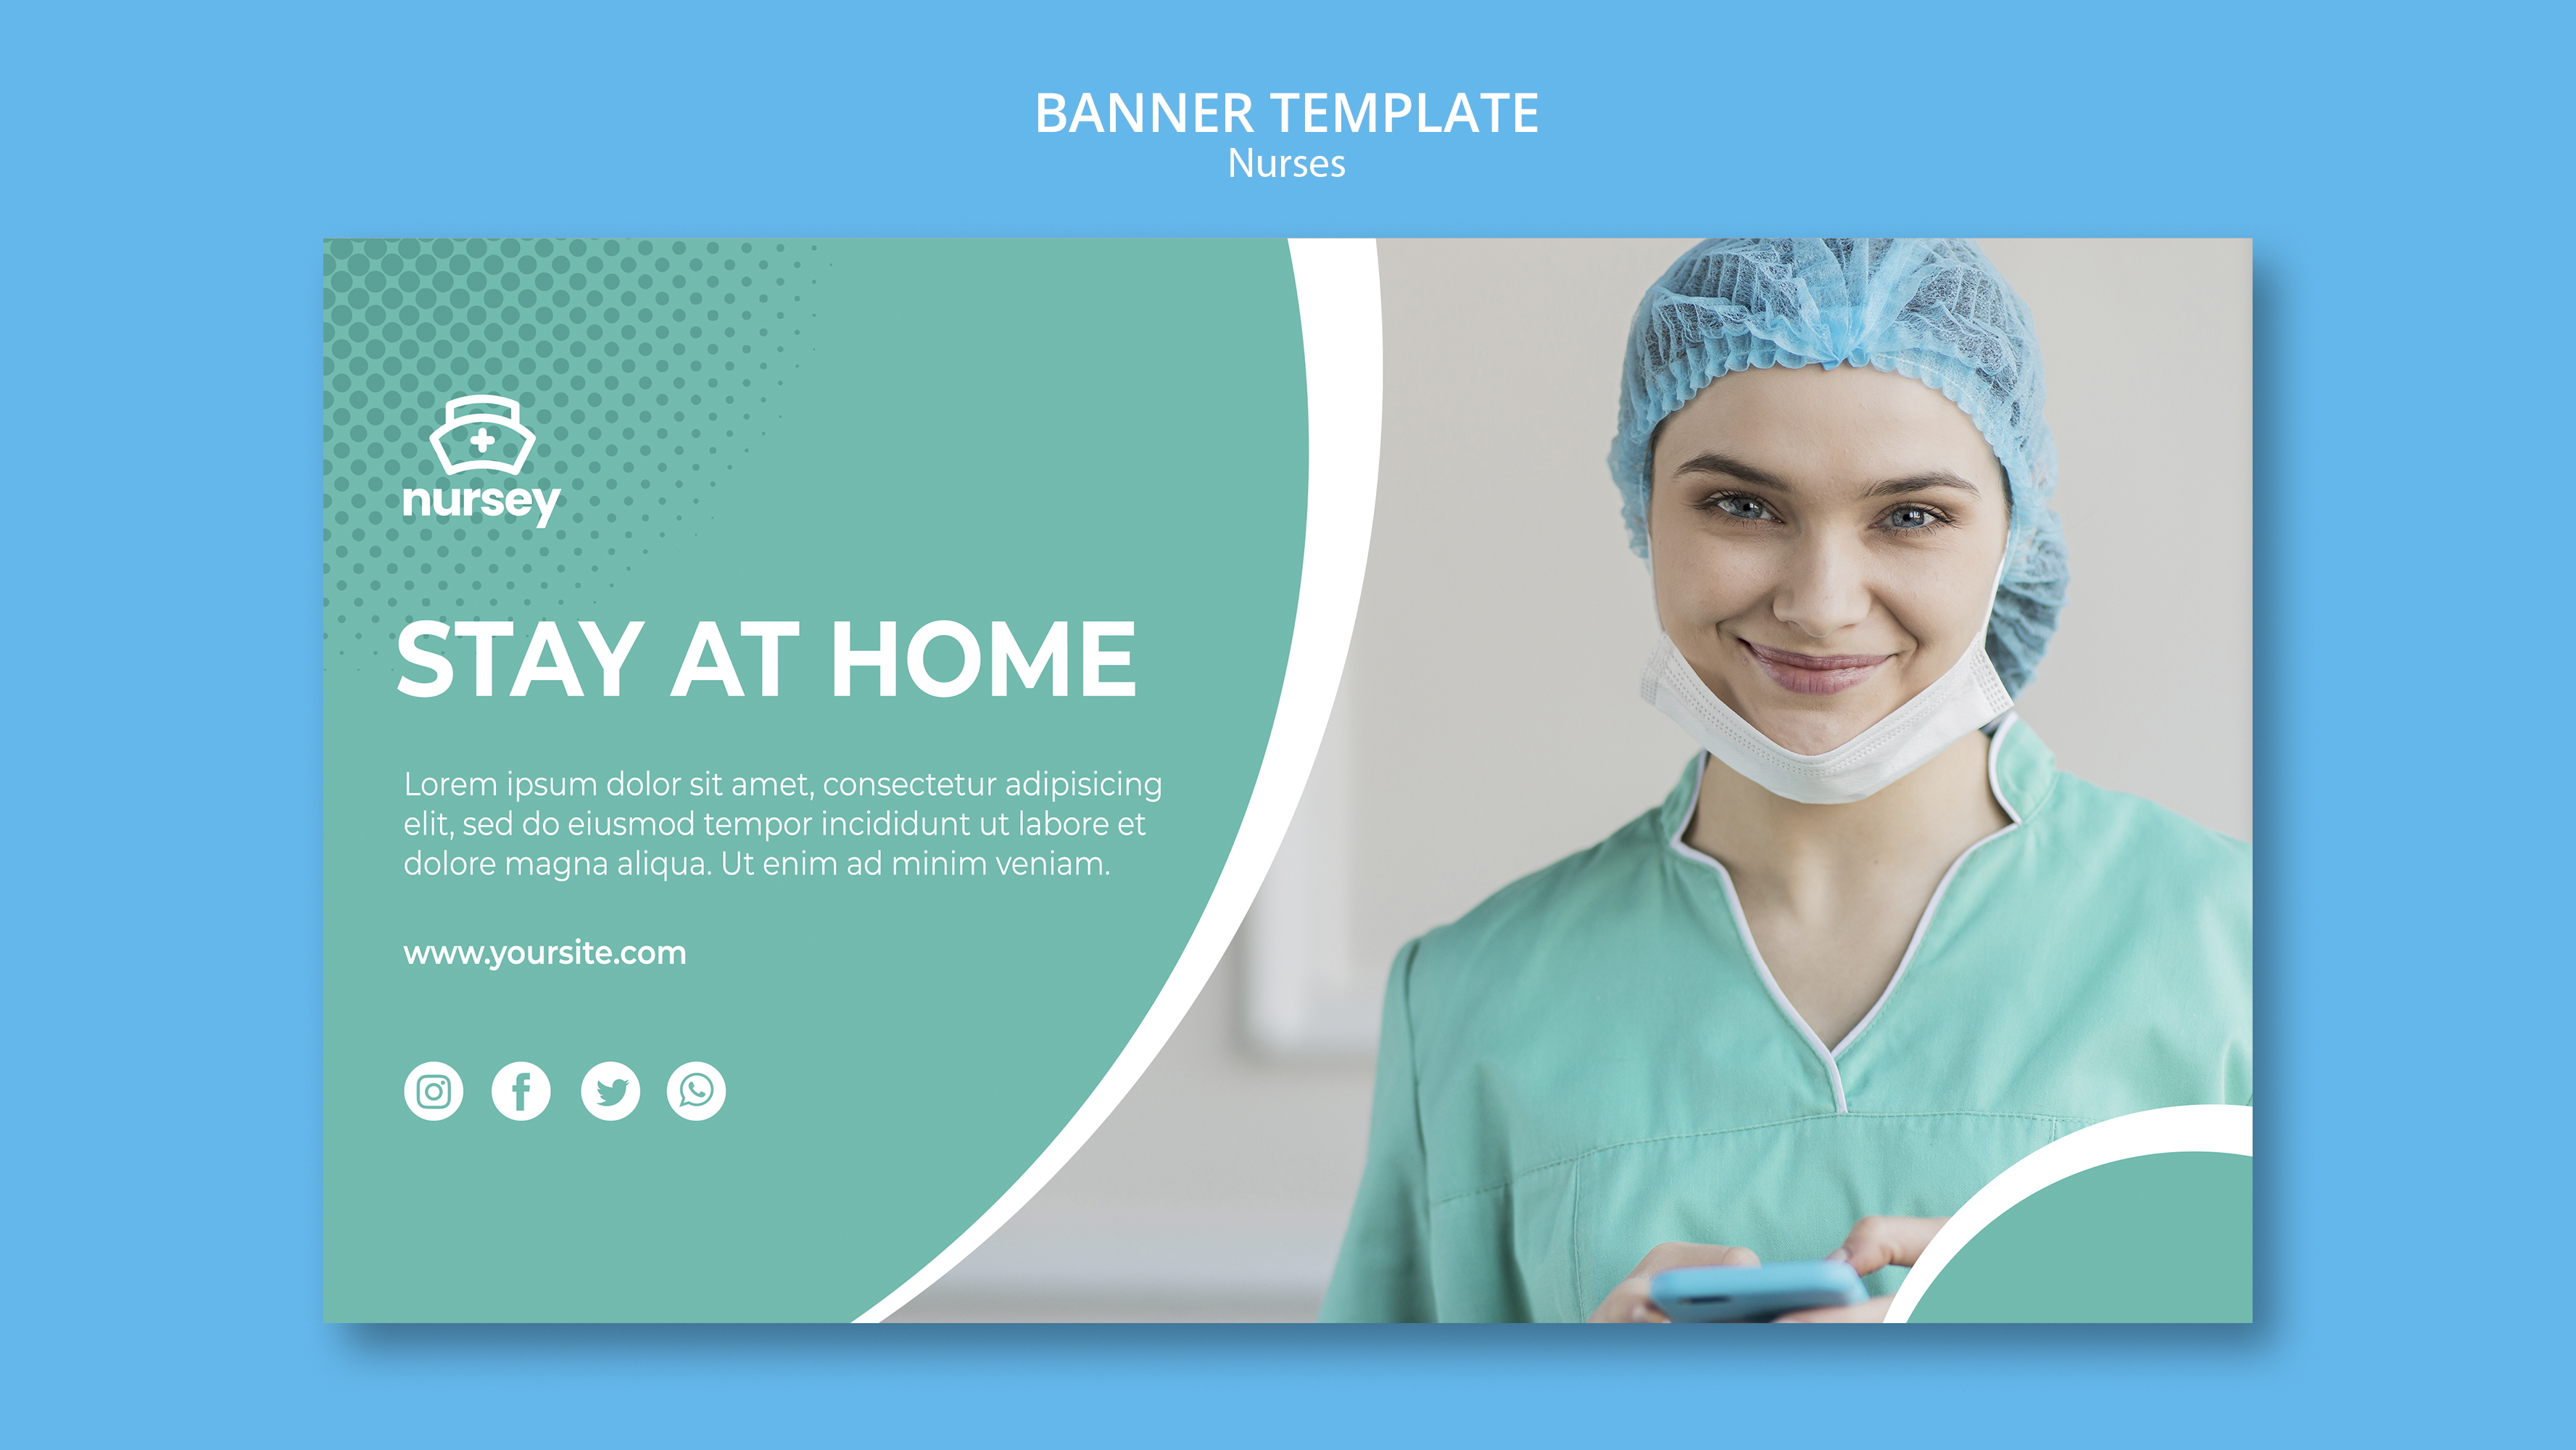 BANNER TEMPLATE
Nurses
nursey
STAY AT HOME
Lorem ipsum dolor sit amet, consectetur adipisicing
elit, sed do eiusmod tempor incididunt ut labore et
dolore magna aliqua. Ut enim ad minim veniam.
www.yoursite.com